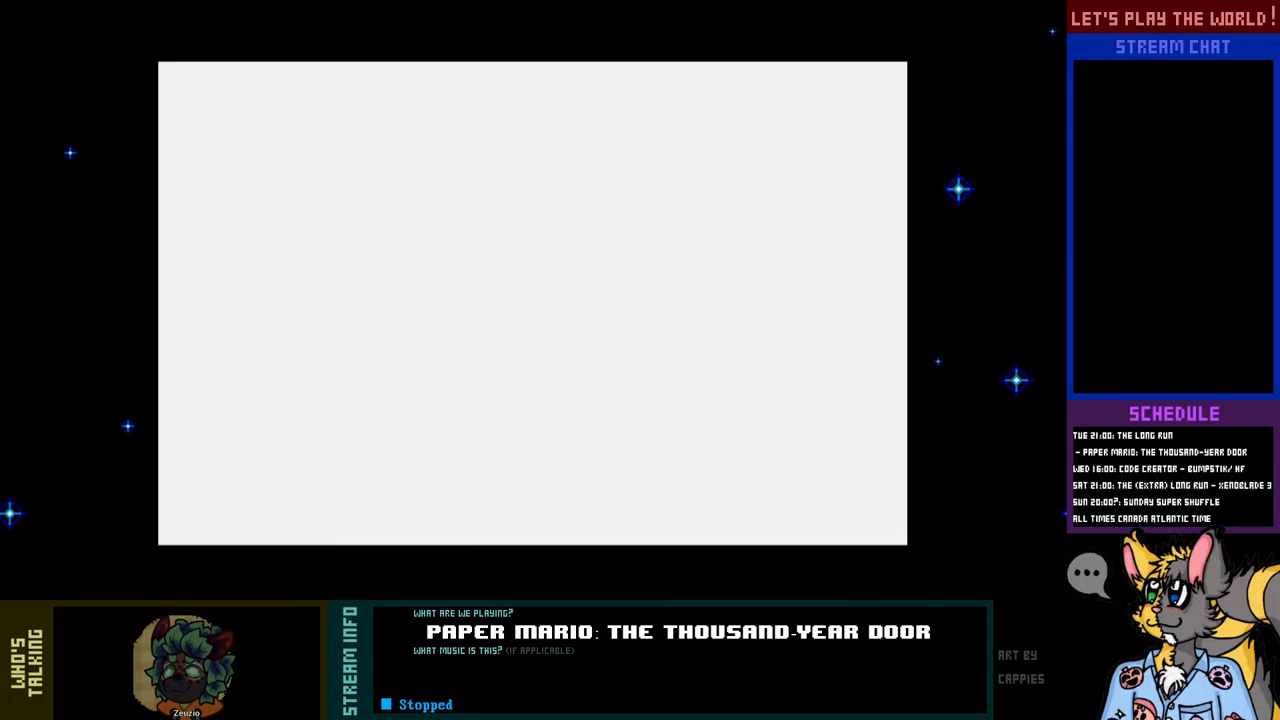 LET'S PLAY THE WORLD!
STREAM CHAT
SCHEDULE
TUE 21:00: THE LONG RUN
- PAPER MARIO: THE THOUSAND-YEAR DOOR
WED 16:00: CODE CREATOR - BUMPSTIK/ HF
SAT 21:00: THE (EXTRA) LONG RUN - XENOBLADE 3
SUN 20:00?: SUNDAY SUPER SHUFFLE
ALL TIMES CANADA ATLANTIC TIME
WHO'S
TALKING
Zeuzio
STREAM INFO
WHAT ARE WE PLAYING?
PAPER MARIO: THE THOUSAND-YEAR DOOR
WHAT MUSIC IS THIS? (IF APPLICABLE)
Stopped
ART BY
CAPPIES